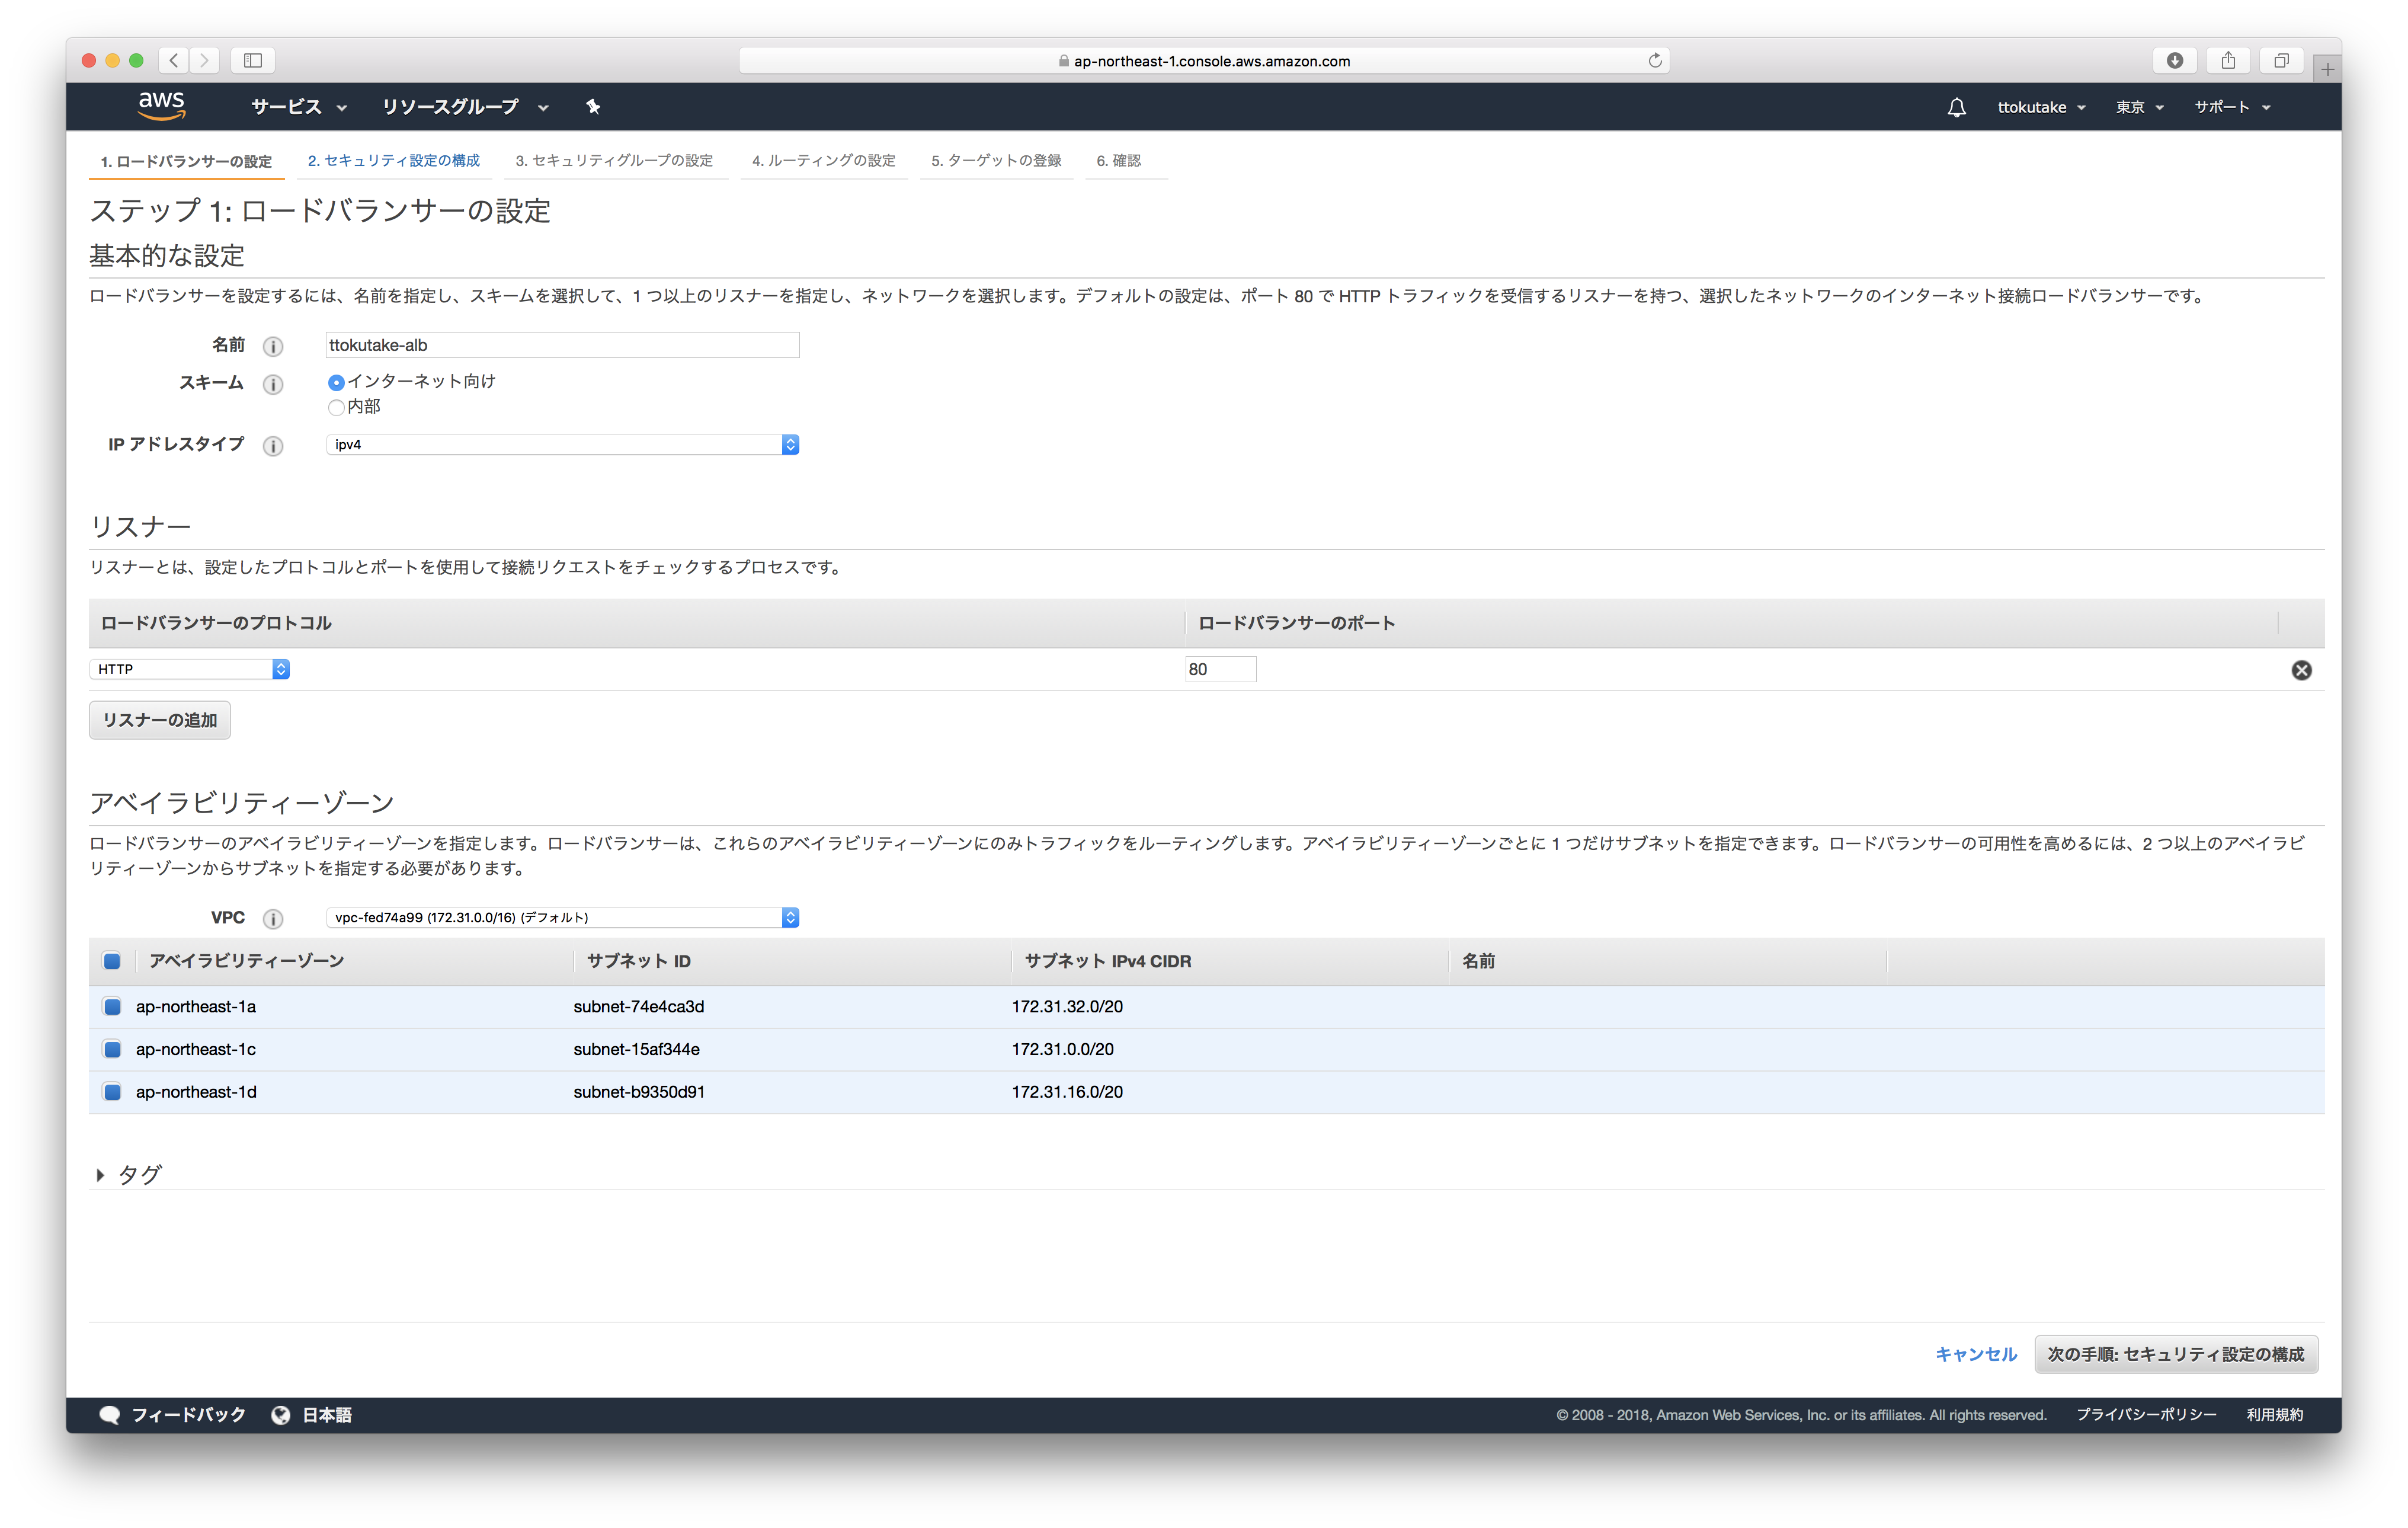 ap-northeast-1.console.aws.amazon.com
aws サービス リソースグループ ttokutake 東京 サポート
1. ロードバランサーの設定 2. セキュリティ設定の構成 3. セキュリティグループの設定 4. ルーティングの設定 5. ターゲットの登録 6. 確認
ステップ 1: ロードバランサーの設定
基本的な設定
ロードバランサーを設定するには、名前を指定し、スキームを選択して、1 つ以上のリスナーを指定し、ネットワークを選択します。デフォルトの設定は、ポート 80 で HTTP トラフィックを受信するリスナーを持つ、選択したネットワークのインターネット接続ロードバランサーです。
名前 ttokutake-alb
スキーム インターネット向け
内部
IP アドレスタイプ ipv4
リスナー
リスナーとは、設定したプロトコルとポートを使用して接続リクエストをチェックするプロセスです。
ロードバランサーのプロトコル ロードバランサーのポート
HTTP 80
リスナーの追加
アベイラビリティーゾーン
ロードバランサーのアベイラビリティーゾーンを指定します。ロードバランサーは、これらのアベイラビリティーゾーンにのみトラフィックをルーティングします。アベイラビリティーゾーンごとに 1 つだけサブネットを指定できます。ロードバランサーの可用性を高めるには、2 つ以上のアベイラビ
リティーゾーンからサブネットを指定する必要があります。
VPC vpc-fed74a99 (172.31.0.0/16) (デフォルト)
アベイラビリティーゾーン サブネット ID サブネット IPv4 CIDR 名前
ap-northeast-1a subnet-74e4ca3d 172.31.32.0/20
ap-northeast-1c subnet-15af344e 172.31.0.0/20
ap-northeast-1d subnet-b9350d91 172.31.16.0/20
タグ
キャンセル 次の手順: セキュリティ設定の構成
フィードバック 日本語 © 2008 - 2018, Amazon Web Services, Inc. or its affiliates. All rights reserved. プライバシーポリシー 利用規約